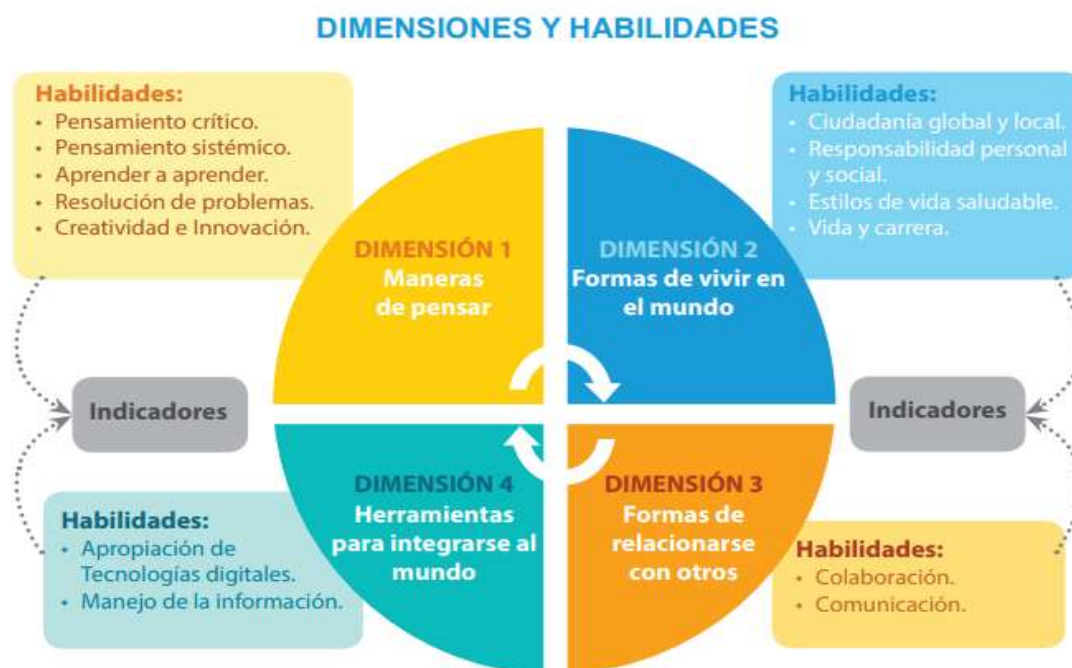 DIMENSIONES Y HABILIDADES
Habilidades:
• Pensamiento crítico.
• Pensamiento sistémico.
• Aprender a aprender.
• Resolución de problemas.
• Creatividad e Innovación.
Habilidades:
• Ciudadanía global y local.
• Responsabilidad personal
y social.
• Estilos de vida saludable.
• Vida y carrera.
DIMENSIÓN 1
Maneras
de pensar
DIMENSIÓN 2
Formas de vivir en
el mundo
Indicadores
Indicadores
DIMENSIÓN 4
Herramientas
para integrarse al
mundo
DIMENSIÓN 3
Formas de
relacionarse
con otros
Habilidades:
• Apropiación de
Tecnologías digitales.
• Manejo de la información.
Habilidades:
• Colaboración.
• Comunicación.